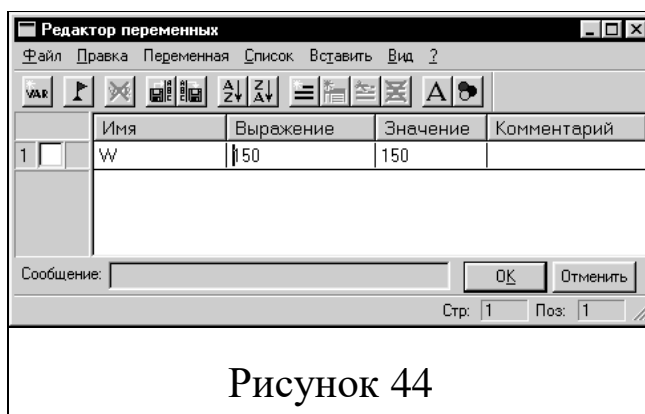 Редактор переменных
Файл Правка Переменная Список Вставить Вид ?
VAR A Z Z A A
Имя Выражение Значение Комментарий
1 W 150 150
Сообщение: OK Отменить
Стр: 1 Поз: 1
Рисунок 44